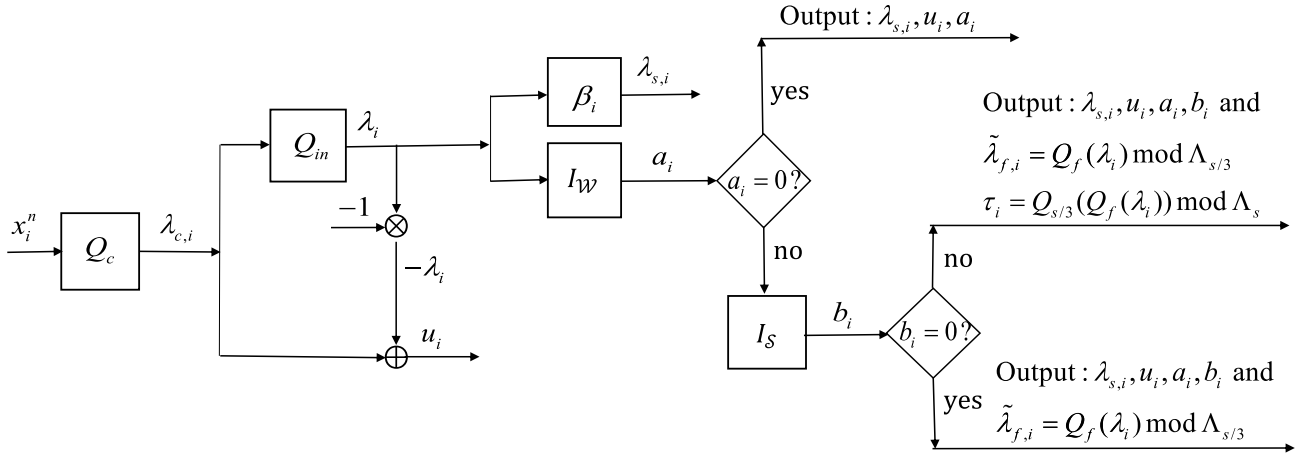 Output : λ_{s,i}, u_i, a_i
λ_{s,i}
β_i
yes
Output : λ_{s,i}, u_i, a_i, b_i and
λ̃_{f,i} = Q_f(λ_i) mod Λ_{s/3}
τ_i = Q_{s/3}(Q_f(λ_i)) mod Λ_s
λ_i
Q_{in}
a_i
I_𝒲
a_i = 0?
−1
x_i^n
λ_{c,i}
Q_c
no
no
−λ_i
b_i
I_𝒮
b_i = 0?
u_i
yes
Output : λ_{s,i}, u_i, a_i, b_i and
λ̃_{f,i} = Q_f(λ_i) mod Λ_{s/3}